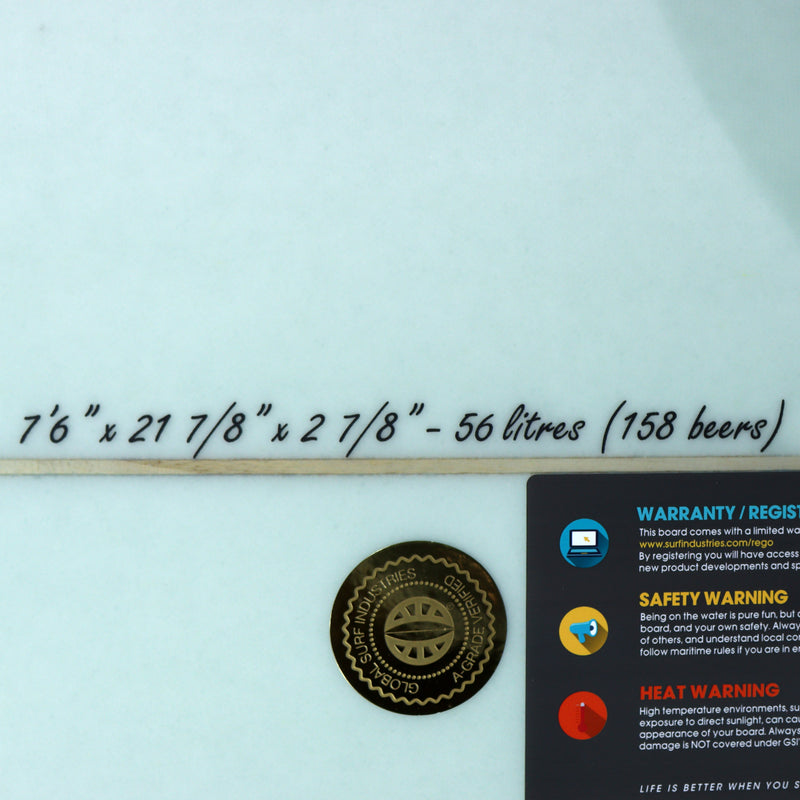 7'6" x 21 7/8" x 2 7/8" - 56 litres (158 beers)
GLOBAL SURF INDUSTRIES
A-GRADE VERIFIED
WARRANTY / REGIST
This board comes with a limited wa
www.surfindustries.com/rego
By registering you will have access
new product developments and sp
SAFETY WARNING
Being on the water is pure fun, but
board, and your own safety. Always
of others, and understand local co
follow maritime rules if you are in e
HEAT WARNING
High temperature environments, su
exposure to direct sunlight, can cau
appearance of your board. Always
damage is NOT covered under GSI
LIFE IS BETTER WHEN YOU S